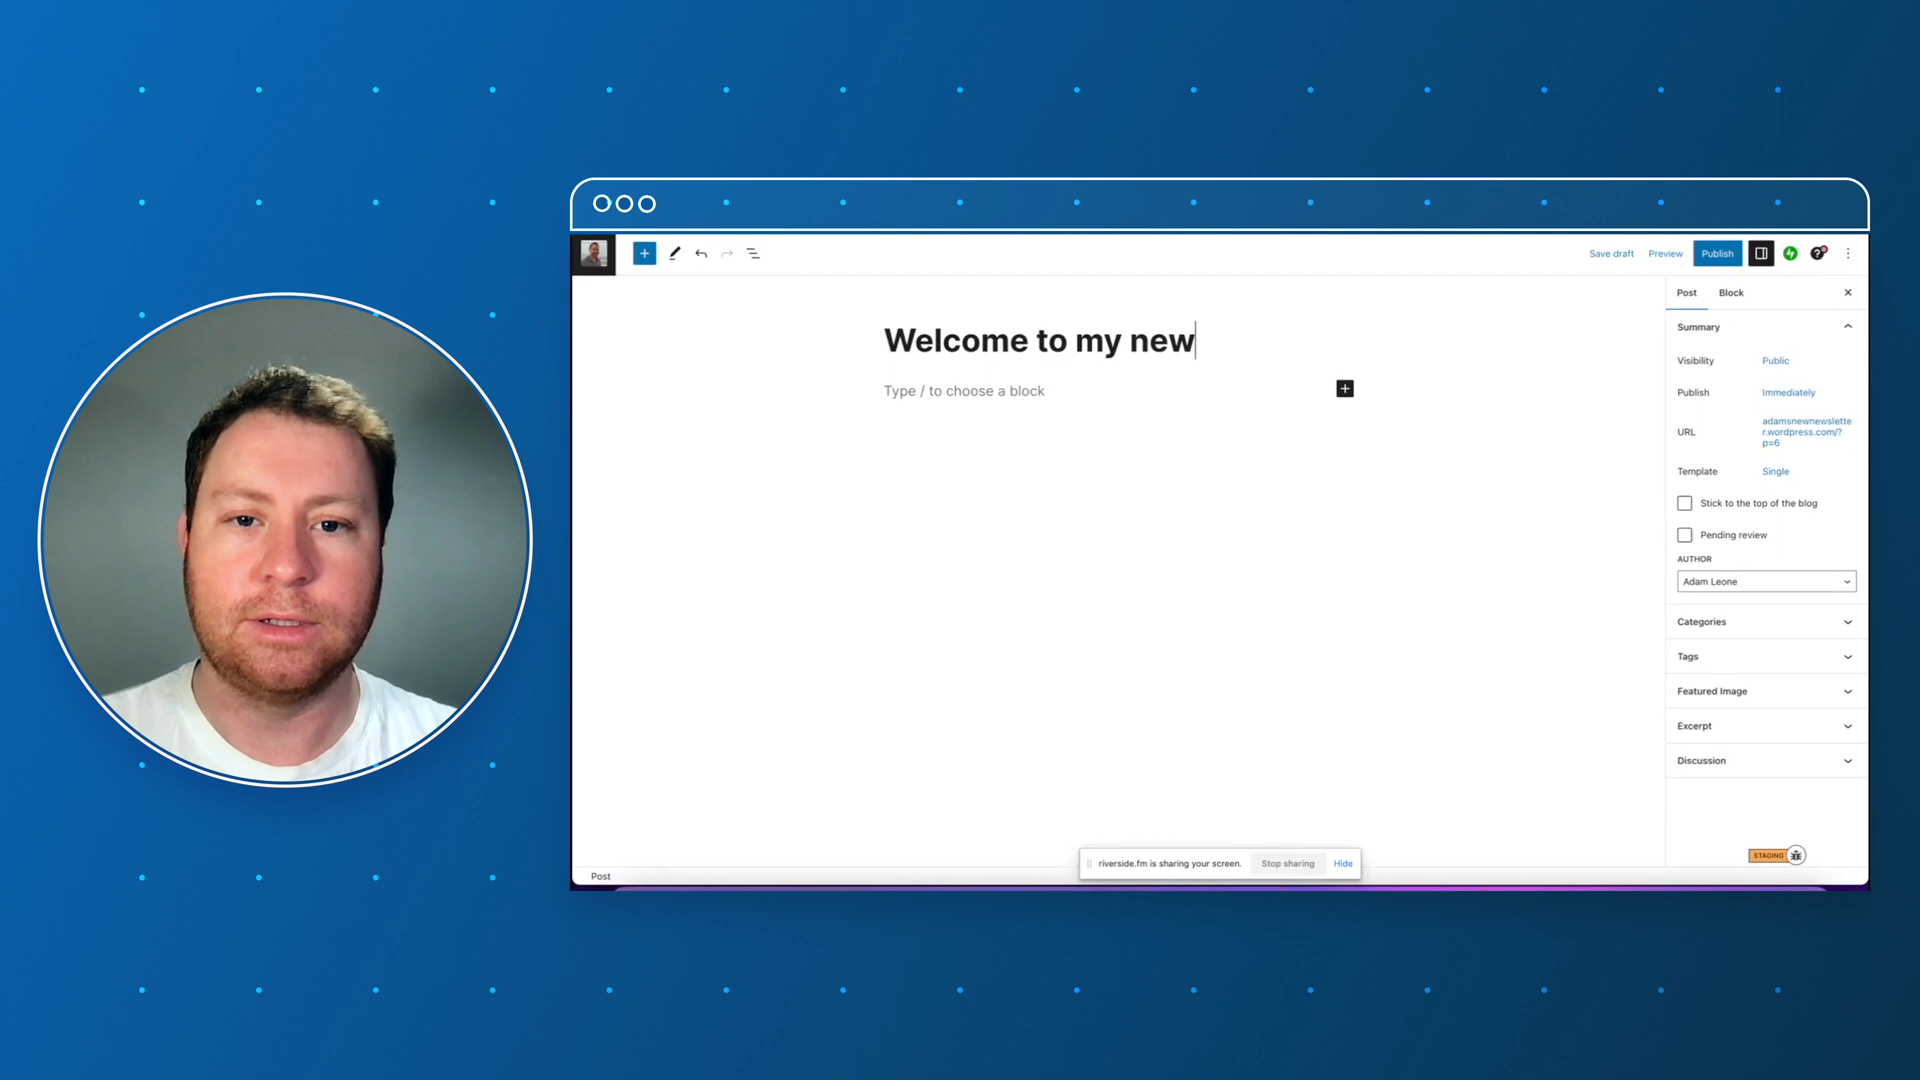 Save draft
Preview
Publish
Welcome to my new
Type / to choose a block
Post
Block
Summary
Visibility
Public
Publish
Immediately
URL
adamsnewnewslette
r.wordpress.com/?
p=6
Template
Single
Stick to the top of the blog
Pending review
AUTHOR
Adam Leone
Categories
Tags
Featured Image
Excerpt
Discussion
STAGING
riverside.fm is sharing your screen.
Stop sharing
Hide
Post